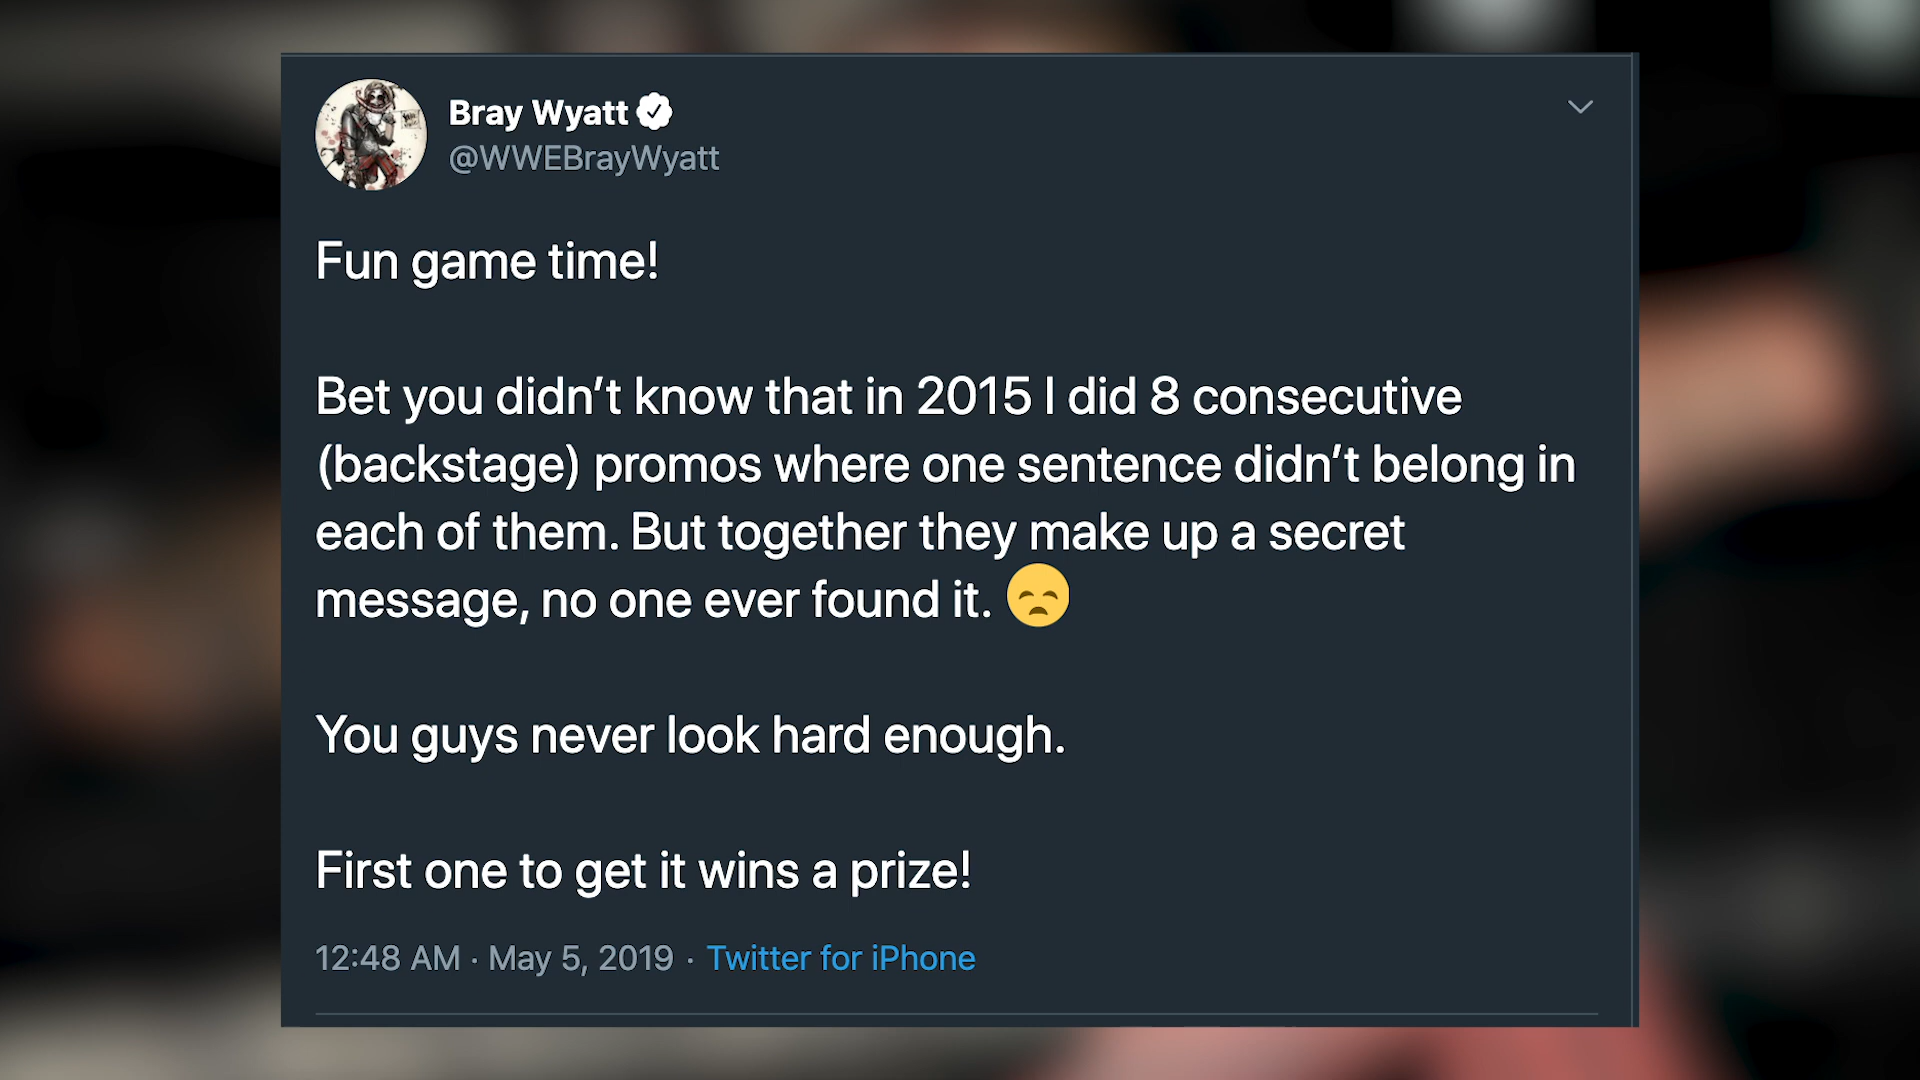 Bray Wyatt
@WWEBrayWyatt
Fun game time!
Bet you didn’t know that in 2015 I did 8 consecutive
(backstage) promos where one sentence didn’t belong in
each of them. But together they make up a secret
message, no one ever found it. 😞
You guys never look hard enough.
First one to get it wins a prize!
12:48 AM · May 5, 2019 · Twitter for iPhone